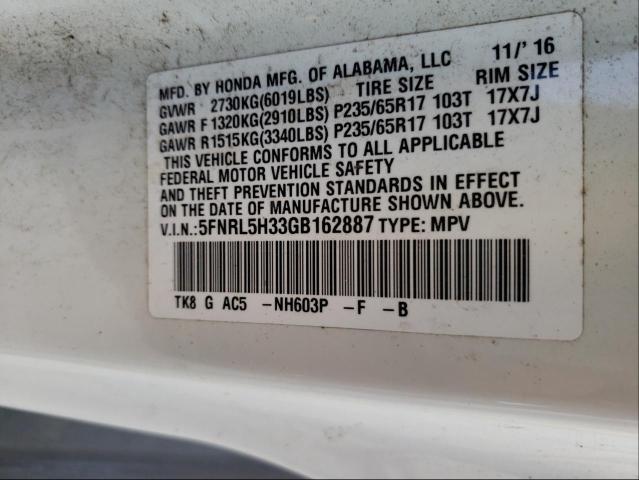 MFD. BY HONDA MFG. OF ALABAMA, LLC 11/' 16
GVWR 2730KG(6019LBS) TIRE SIZE RIM SIZE
GAWR F 1320KG(2910LBS) P235/65R17 103T 17X7J
GAWR R1515KG(3340LBS) P235/65R17 103T 17X7J
THIS VEHICLE CONFORMS TO ALL APPLICABLE
FEDERAL MOTOR VEHICLE SAFETY
AND THEFT PREVENTION STANDARDS IN EFFECT
ON THE DATE OF MANUFACTURE SHOWN ABOVE.
V.I.N.:5FNRL5H33GB162887 TYPE: MPV
TK8 G AC5 -NH603P -F -B